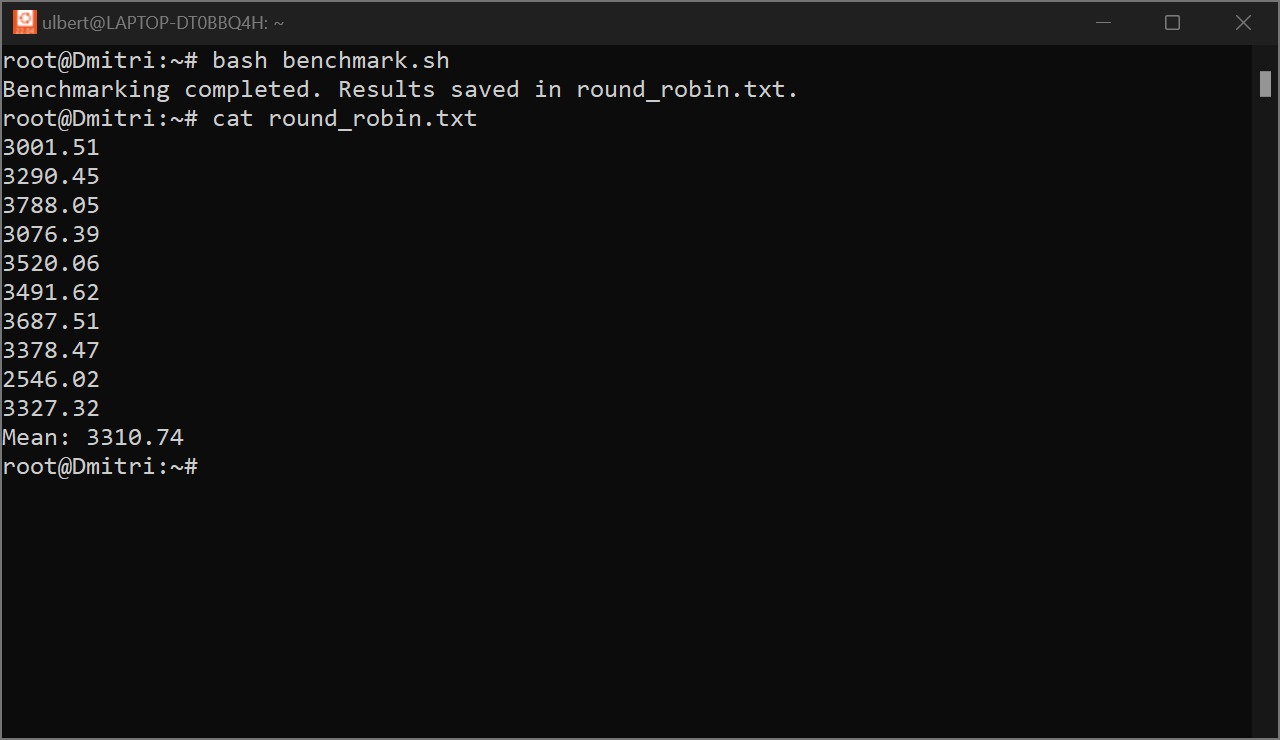 ulbert@LAPTOP-DT0BBQ4H: ~
root@Dmitri:~# bash benchmark.sh
Benchmarking completed. Results saved in round_robin.txt.
root@Dmitri:~# cat round_robin.txt
3001.51
3290.45
3788.05
3076.39
3520.06
3491.62
3687.51
3378.47
2546.02
3327.32
Mean: 3310.74
root@Dmitri:~#